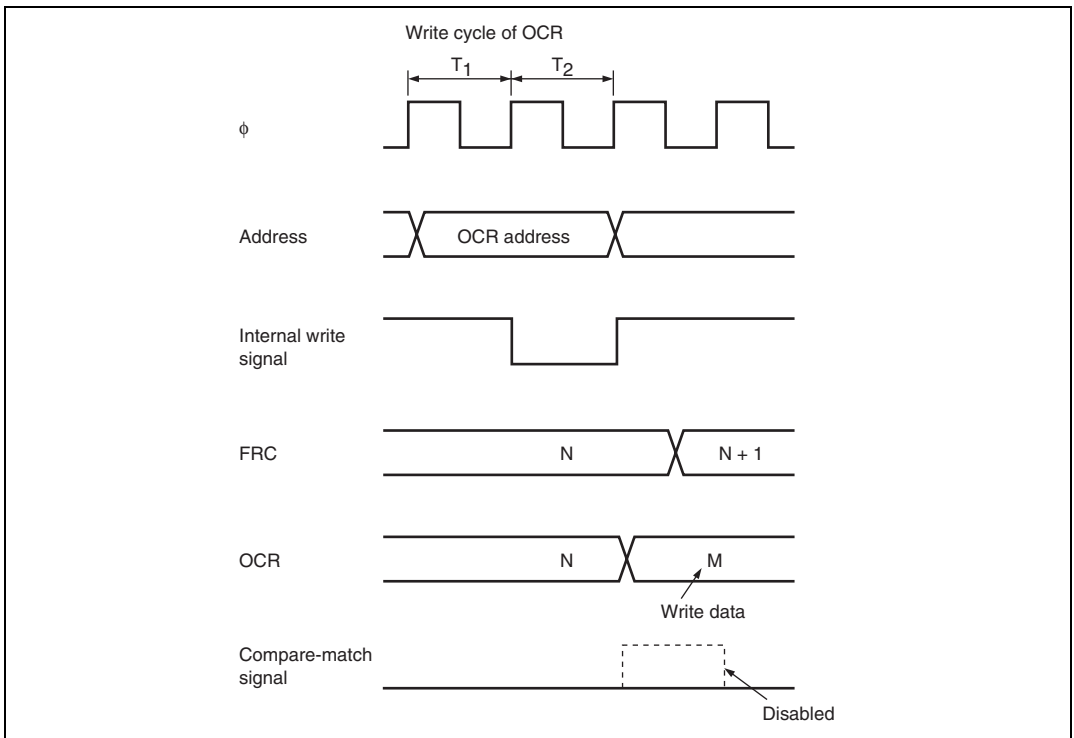 Write cycle of OCR
T1 T2
φ
Address
OCR address
Internal write
signal
FRC
N
N + 1
OCR
N
M
Write data
Compare-match
signal
Disabled